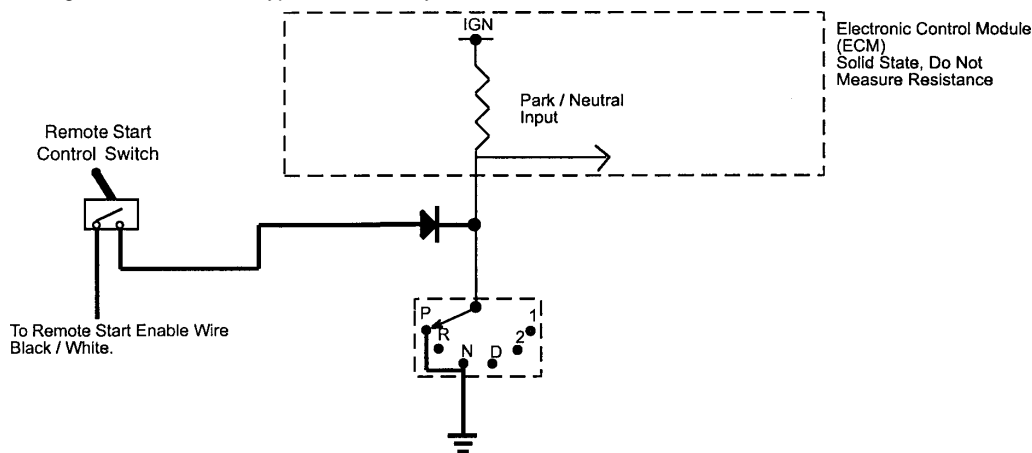 IGN
Electronic Control Module
(ECM)
Solid State, Do Not
Measure Resistance
Park / Neutral
Input
Remote Start
Control Switch
To Remote Start Enable Wire
Black / White.
P
R
N
D
2
1